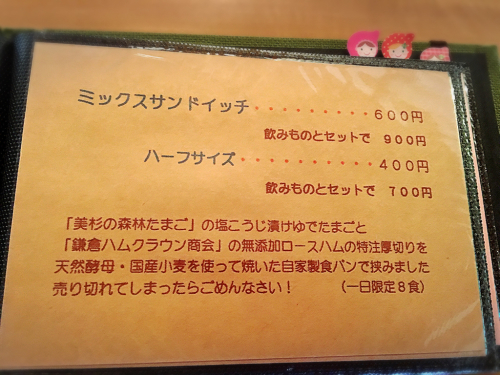 ミックスサンドイッチ・・・・・・・・・600円
飲みものとセットで 900円
ハーフサイズ・・・・・・・・・・400円
飲みものとセットで 700円
「美杉の森林たまご」の塩こうじ漬けゆでたまごと
「鎌倉ハムクラウン商会」の無添加ロースハムの特注厚切りを
天然酵母・国産小麦を使って焼いた自家製食パンで挟みました
売り切れてしまったらごめんなさい! (一日限定8食)